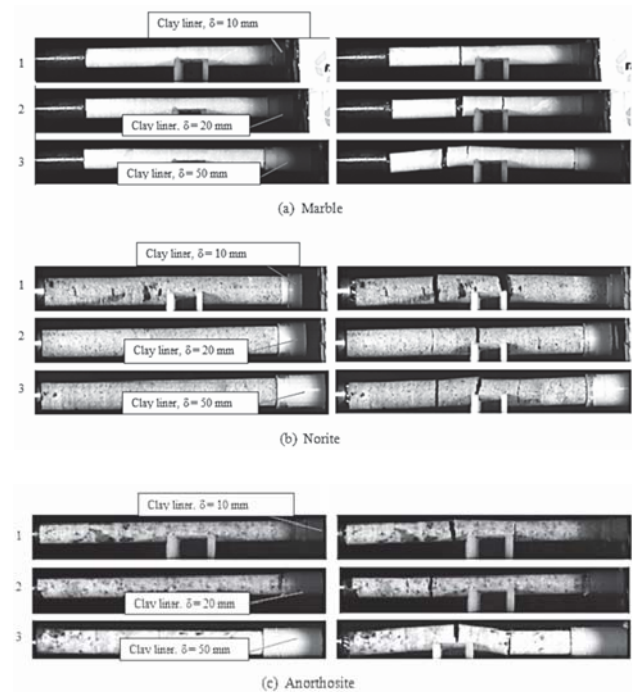 Clay liner, δ = 10 mm
1
2
Clay liner, δ = 20 mm
3
Clay liner, δ = 50 mm
(a) Marble
Clay liner, δ = 10 mm
1
2
Clay liner, δ = 20 mm
3
Clay liner, δ = 50 mm
(b) Norite
Clay liner. δ = 10 mm
1
2
Clay liner. δ = 20 mm
3
Clay liner. δ = 50 mm
(c) Anorthosite